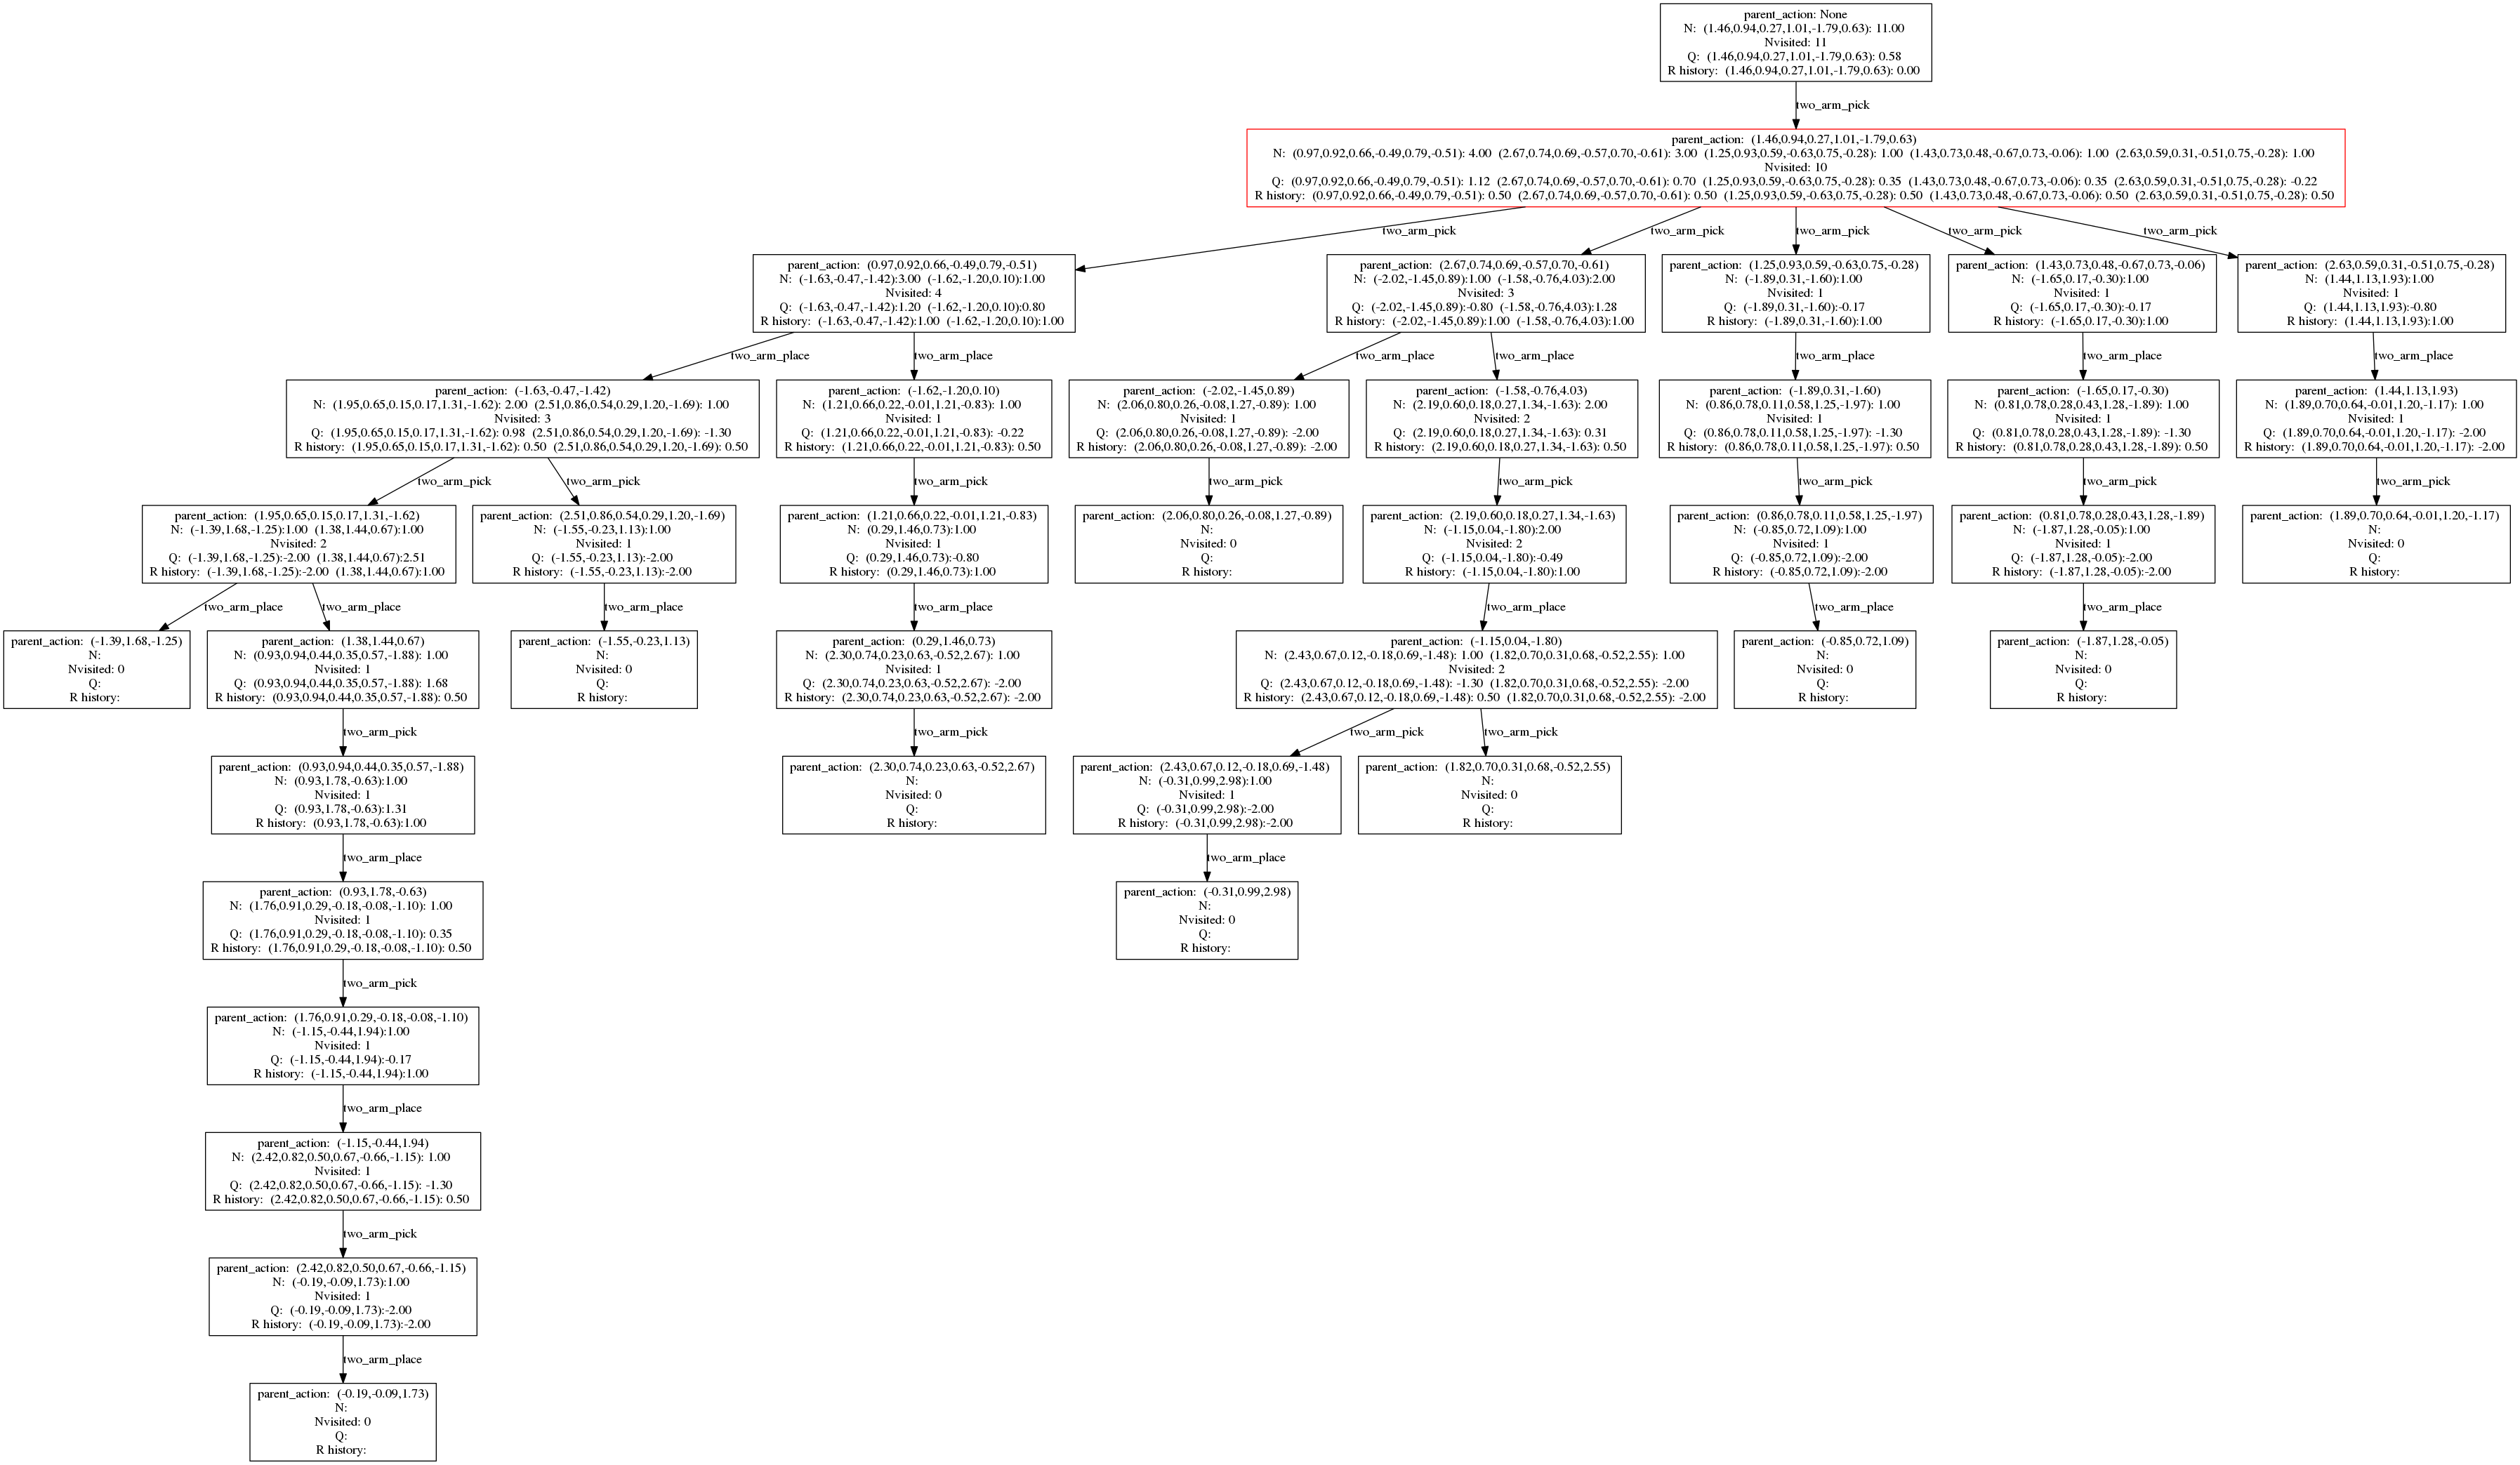 parent_action: None
N:  (1.46,0.94,0.27,1.01,-1.79,0.63): 11.00
Nvisited: 11
Q:  (1.46,0.94,0.27,1.01,-1.79,0.63): 0.58
R history:  (1.46,0.94,0.27,1.01,-1.79,0.63): 0.00
two_arm_pick
parent_action:  (1.46,0.94,0.27,1.01,-1.79,0.63)
N:  (0.97,0.92,0.66,-0.49,0.79,-0.51): 4.00  (2.67,0.74,0.69,-0.57,0.70,-0.61): 3.00  (1.25,0.93,0.59,-0.63,0.75,-0.28): 1.00  (1.43,0.73,0.48,-0.67,0.73,-0.06): 1.00  (2.63,0.59,0.31,-0.51,0.75,-0.28): 1.00
Nvisited: 10
Q:  (0.97,0.92,0.66,-0.49,0.79,-0.51): 1.12  (2.67,0.74,0.69,-0.57,0.70,-0.61): 0.70  (1.25,0.93,0.59,-0.63,0.75,-0.28): 0.35  (1.43,0.73,0.48,-0.67,0.73,-0.06): 0.35  (2.63,0.59,0.31,-0.51,0.75,-0.28): -0.22
R history:  (0.97,0.92,0.66,-0.49,0.79,-0.51): 0.50  (2.67,0.74,0.69,-0.57,0.70,-0.61): 0.50  (1.25,0.93,0.59,-0.63,0.75,-0.28): 0.50  (1.43,0.73,0.48,-0.67,0.73,-0.06): 0.50  (2.63,0.59,0.31,-0.51,0.75,-0.28): 0.50
two_arm_pick
two_arm_pick
two_arm_pick
two_arm_pick
two_arm_pick
parent_action:  (0.97,0.92,0.66,-0.49,0.79,-0.51)
N:  (-1.63,-0.47,-1.42):3.00  (-1.62,-1.20,0.10):1.00
Nvisited: 4
Q:  (-1.63,-0.47,-1.42):1.20  (-1.62,-1.20,0.10):0.80
R history:  (-1.63,-0.47,-1.42):1.00  (-1.62,-1.20,0.10):1.00
parent_action:  (2.67,0.74,0.69,-0.57,0.70,-0.61)
N:  (-2.02,-1.45,0.89):1.00  (-1.58,-0.76,4.03):2.00
Nvisited: 3
Q:  (-2.02,-1.45,0.89):-0.80  (-1.58,-0.76,4.03):1.28
R history:  (-2.02,-1.45,0.89):1.00  (-1.58,-0.76,4.03):1.00
parent_action:  (1.25,0.93,0.59,-0.63,0.75,-0.28)
N:  (-1.89,0.31,-1.60):1.00
Nvisited: 1
Q:  (-1.89,0.31,-1.60):-0.17
R history:  (-1.89,0.31,-1.60):1.00
parent_action:  (1.43,0.73,0.48,-0.67,0.73,-0.06)
N:  (-1.65,0.17,-0.30):1.00
Nvisited: 1
Q:  (-1.65,0.17,-0.30):-0.17
R history:  (-1.65,0.17,-0.30):1.00
parent_action:  (2.63,0.59,0.31,-0.51,0.75,-0.28)
N:  (1.44,1.13,1.93):1.00
Nvisited: 1
Q:  (1.44,1.13,1.93):-0.80
R history:  (1.44,1.13,1.93):1.00
two_arm_place
two_arm_place
two_arm_place
two_arm_place
two_arm_place
two_arm_place
two_arm_place
parent_action:  (-1.63,-0.47,-1.42)
N:  (1.95,0.65,0.15,0.17,1.31,-1.62): 2.00  (2.51,0.86,0.54,0.29,1.20,-1.69): 1.00
Nvisited: 3
Q:  (1.95,0.65,0.15,0.17,1.31,-1.62): 0.98  (2.51,0.86,0.54,0.29,1.20,-1.69): -1.30
R history:  (1.95,0.65,0.15,0.17,1.31,-1.62): 0.50  (2.51,0.86,0.54,0.29,1.20,-1.69): 0.50
parent_action:  (-1.62,-1.20,0.10)
N:  (1.21,0.66,0.22,-0.01,1.21,-0.83): 1.00
Nvisited: 1
Q:  (1.21,0.66,0.22,-0.01,1.21,-0.83): -0.22
R history:  (1.21,0.66,0.22,-0.01,1.21,-0.83): 0.50
parent_action:  (-2.02,-1.45,0.89)
N:  (2.06,0.80,0.26,-0.08,1.27,-0.89): 1.00
Nvisited: 1
Q:  (2.06,0.80,0.26,-0.08,1.27,-0.89): -2.00
R history:  (2.06,0.80,0.26,-0.08,1.27,-0.89): -2.00
parent_action:  (-1.58,-0.76,4.03)
N:  (2.19,0.60,0.18,0.27,1.34,-1.63): 2.00
Nvisited: 2
Q:  (2.19,0.60,0.18,0.27,1.34,-1.63): 0.31
R history:  (2.19,0.60,0.18,0.27,1.34,-1.63): 0.50
parent_action:  (-1.89,0.31,-1.60)
N:  (0.86,0.78,0.11,0.58,1.25,-1.97): 1.00
Nvisited: 1
Q:  (0.86,0.78,0.11,0.58,1.25,-1.97): -1.30
R history:  (0.86,0.78,0.11,0.58,1.25,-1.97): 0.50
parent_action:  (-1.65,0.17,-0.30)
N:  (0.81,0.78,0.28,0.43,1.28,-1.89): 1.00
Nvisited: 1
Q:  (0.81,0.78,0.28,0.43,1.28,-1.89): -1.30
R history:  (0.81,0.78,0.28,0.43,1.28,-1.89): 0.50
parent_action:  (1.44,1.13,1.93)
N:  (1.89,0.70,0.64,-0.01,1.20,-1.17): 1.00
Nvisited: 1
Q:  (1.89,0.70,0.64,-0.01,1.20,-1.17): -2.00
R history:  (1.89,0.70,0.64,-0.01,1.20,-1.17): -2.00
two_arm_pick
two_arm_pick
two_arm_pick
two_arm_pick
two_arm_pick
two_arm_pick
two_arm_pick
two_arm_pick
parent_action:  (1.95,0.65,0.15,0.17,1.31,-1.62)
N:  (-1.39,1.68,-1.25):1.00  (1.38,1.44,0.67):1.00
Nvisited: 2
Q:  (-1.39,1.68,-1.25):-2.00  (1.38,1.44,0.67):2.51
R history:  (-1.39,1.68,-1.25):-2.00  (1.38,1.44,0.67):1.00
parent_action:  (2.51,0.86,0.54,0.29,1.20,-1.69)
N:  (-1.55,-0.23,1.13):1.00
Nvisited: 1
Q:  (-1.55,-0.23,1.13):-2.00
R history:  (-1.55,-0.23,1.13):-2.00
parent_action:  (1.21,0.66,0.22,-0.01,1.21,-0.83)
N:  (0.29,1.46,0.73):1.00
Nvisited: 1
Q:  (0.29,1.46,0.73):-0.80
R history:  (0.29,1.46,0.73):1.00
parent_action:  (2.06,0.80,0.26,-0.08,1.27,-0.89)
N:
Nvisited: 0
Q:
R history:
parent_action:  (2.19,0.60,0.18,0.27,1.34,-1.63)
N:  (-1.15,0.04,-1.80):2.00
Nvisited: 2
Q:  (-1.15,0.04,-1.80):-0.49
R history:  (-1.15,0.04,-1.80):1.00
parent_action:  (0.86,0.78,0.11,0.58,1.25,-1.97)
N:  (-0.85,0.72,1.09):1.00
Nvisited: 1
Q:  (-0.85,0.72,1.09):-2.00
R history:  (-0.85,0.72,1.09):-2.00
parent_action:  (0.81,0.78,0.28,0.43,1.28,-1.89)
N:  (-1.87,1.28,-0.05):1.00
Nvisited: 1
Q:  (-1.87,1.28,-0.05):-2.00
R history:  (-1.87,1.28,-0.05):-2.00
parent_action:  (1.89,0.70,0.64,-0.01,1.20,-1.17)
N:
Nvisited: 0
Q:
R history:
two_arm_place
two_arm_place
two_arm_place
two_arm_place
two_arm_place
two_arm_place
two_arm_place
parent_action:  (-1.39,1.68,-1.25)
N:
Nvisited: 0
Q:
R history:
parent_action:  (1.38,1.44,0.67)
N:  (0.93,0.94,0.44,0.35,0.57,-1.88): 1.00
Nvisited: 1
Q:  (0.93,0.94,0.44,0.35,0.57,-1.88): 1.68
R history:  (0.93,0.94,0.44,0.35,0.57,-1.88): 0.50
parent_action:  (-1.55,-0.23,1.13)
N:
Nvisited: 0
Q:
R history:
parent_action:  (0.29,1.46,0.73)
N:  (2.30,0.74,0.23,0.63,-0.52,2.67): 1.00
Nvisited: 1
Q:  (2.30,0.74,0.23,0.63,-0.52,2.67): -2.00
R history:  (2.30,0.74,0.23,0.63,-0.52,2.67): -2.00
parent_action:  (-1.15,0.04,-1.80)
N:  (2.43,0.67,0.12,-0.18,0.69,-1.48): 1.00  (1.82,0.70,0.31,0.68,-0.52,2.55): 1.00
Nvisited: 2
Q:  (2.43,0.67,0.12,-0.18,0.69,-1.48): -1.30  (1.82,0.70,0.31,0.68,-0.52,2.55): -2.00
R history:  (2.43,0.67,0.12,-0.18,0.69,-1.48): 0.50  (1.82,0.70,0.31,0.68,-0.52,2.55): -2.00
parent_action:  (-0.85,0.72,1.09)
N:
Nvisited: 0
Q:
R history:
parent_action:  (-1.87,1.28,-0.05)
N:
Nvisited: 0
Q:
R history:
two_arm_pick
two_arm_pick
two_arm_pick
two_arm_pick
parent_action:  (0.93,0.94,0.44,0.35,0.57,-1.88)
N:  (0.93,1.78,-0.63):1.00
Nvisited: 1
Q:  (0.93,1.78,-0.63):1.31
R history:  (0.93,1.78,-0.63):1.00
parent_action:  (2.30,0.74,0.23,0.63,-0.52,2.67)
N:
Nvisited: 0
Q:
R history:
parent_action:  (2.43,0.67,0.12,-0.18,0.69,-1.48)
N:  (-0.31,0.99,2.98):1.00
Nvisited: 1
Q:  (-0.31,0.99,2.98):-2.00
R history:  (-0.31,0.99,2.98):-2.00
parent_action:  (1.82,0.70,0.31,0.68,-0.52,2.55)
N:
Nvisited: 0
Q:
R history:
two_arm_place
two_arm_place
parent_action:  (0.93,1.78,-0.63)
N:  (1.76,0.91,0.29,-0.18,-0.08,-1.10): 1.00
Nvisited: 1
Q:  (1.76,0.91,0.29,-0.18,-0.08,-1.10): 0.35
R history:  (1.76,0.91,0.29,-0.18,-0.08,-1.10): 0.50
parent_action:  (-0.31,0.99,2.98)
N:
Nvisited: 0
Q:
R history:
two_arm_pick
parent_action:  (1.76,0.91,0.29,-0.18,-0.08,-1.10)
N:  (-1.15,-0.44,1.94):1.00
Nvisited: 1
Q:  (-1.15,-0.44,1.94):-0.17
R history:  (-1.15,-0.44,1.94):1.00
two_arm_place
parent_action:  (-1.15,-0.44,1.94)
N:  (2.42,0.82,0.50,0.67,-0.66,-1.15): 1.00
Nvisited: 1
Q:  (2.42,0.82,0.50,0.67,-0.66,-1.15): -1.30
R history:  (2.42,0.82,0.50,0.67,-0.66,-1.15): 0.50
two_arm_pick
parent_action:  (2.42,0.82,0.50,0.67,-0.66,-1.15)
N:  (-0.19,-0.09,1.73):1.00
Nvisited: 1
Q:  (-0.19,-0.09,1.73):-2.00
R history:  (-0.19,-0.09,1.73):-2.00
two_arm_place
parent_action:  (-0.19,-0.09,1.73)
N:
Nvisited: 0
Q:
R history: